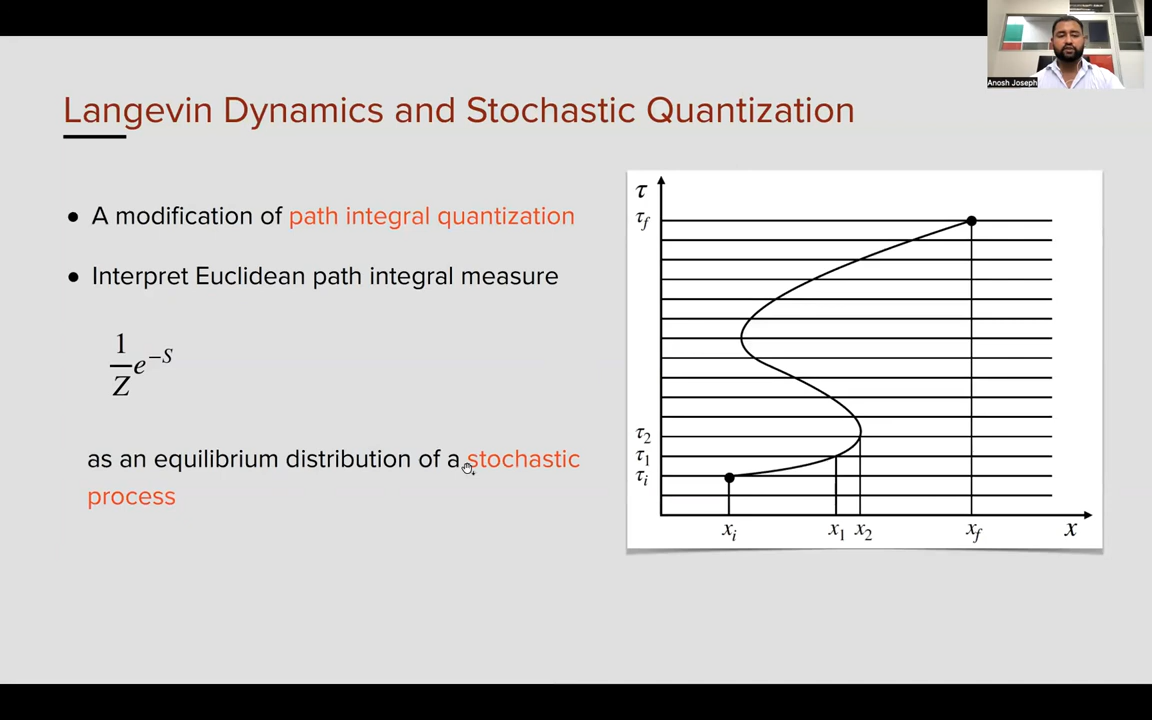 Anosh Joseph
Langevin Dynamics and Stochastic Quantization
● A modification of path integral quantization
● Interpret Euclidean path integral measure
1
Z
e^{−S}
as an equilibrium distribution of a stochastic
process
τ
τ_f
τ_2
τ_1
τ_i
x_i x_1 x_2 x_f x